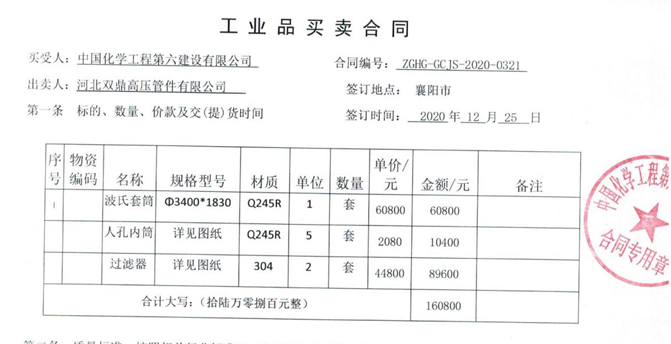 工业品买卖合同
买受人：中国化学工程第六建设有限公司 合同编号：ZGHG-GCJS-2020-0321
出卖人：河北双鼎高压管件有限公司 签订地点：襄阳市
第一条 标的、数量、价款及交(提)货时间 签订时间：2020年12月25日
序号 物资编码 名称 规格型号 材质 单位 数量 单价/元 金额/元 备注
1 波氏套筒 Φ3400*1830 Q245R 1 套 60800 60800
人孔内筒 详见图纸 Q245R 5 套 2080 10400
过滤器 详见图纸 304 2 套 44800 89600
合计大写：（拾陆万零捌百元整） 160800
中国化学工程第
合同专用章